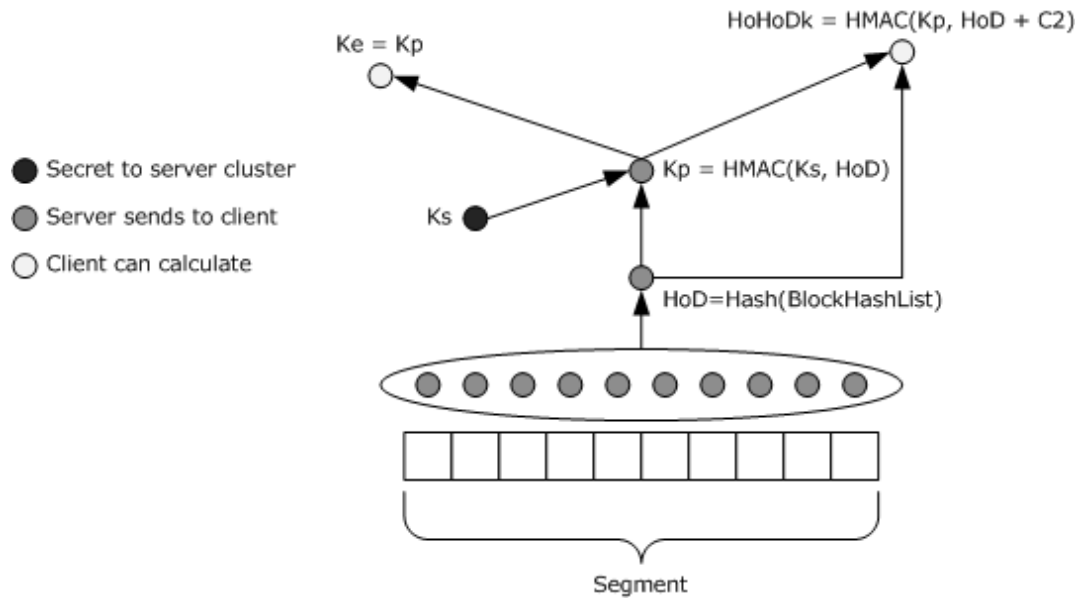 HoHoDk = HMAC(Kp, HoD + C2)
Ke = Kp
Secret to server cluster
Kp = HMAC(Ks, HoD)
Server sends to client
Ks
Client can calculate
HoD=Hash(BlockHashList)
Segment